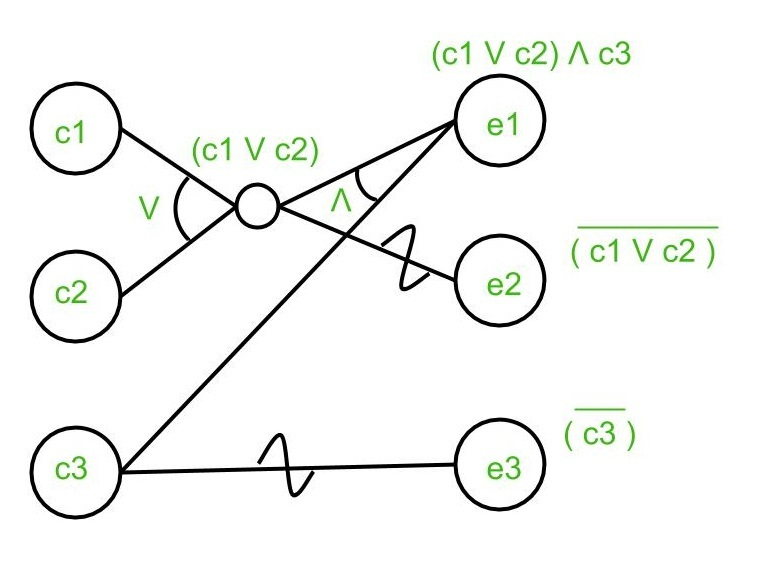 (c1 V c2) Λ c3
c1
(c1 V c2)
e1
V
Λ
( c1 V c2 )
c2
e2
( c3 )
c3
e3